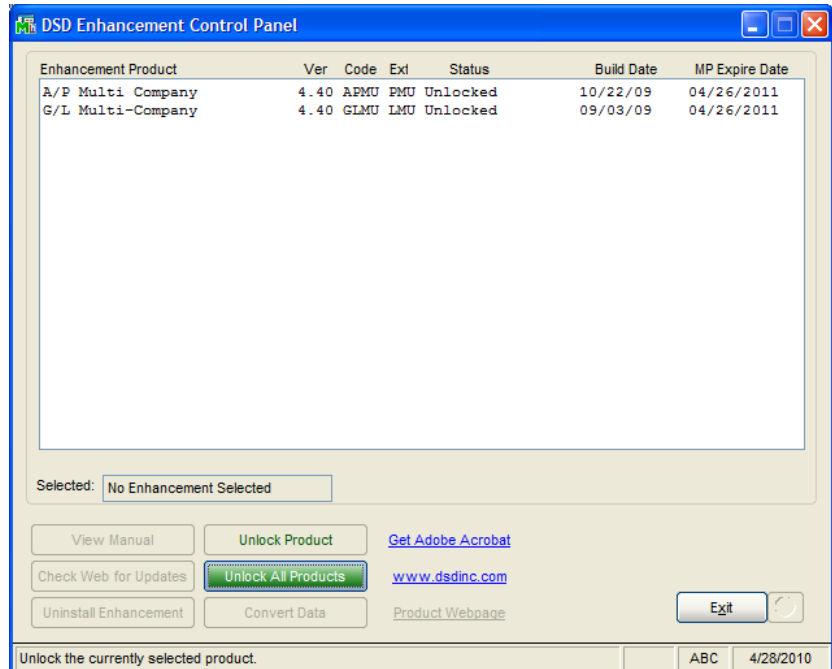 DSD Enhancement Control Panel
Enhancement Product Ver Code Ext Status Build Date MP Expire Date
A/P Multi Company 4.40 APMU PMU Unlocked 10/22/09 04/26/2011
G/L Multi-Company 4.40 GLMU LMU Unlocked 09/03/09 04/26/2011
Selected: No Enhancement Selected
View Manual Unlock Product Get Adobe Acrobat
Check Web for Updates Unlock All Products www.dsdinc.com
Uninstall Enhancement Convert Data Product Webpage Exit
Unlock the currently selected product. ABC 4/28/2010